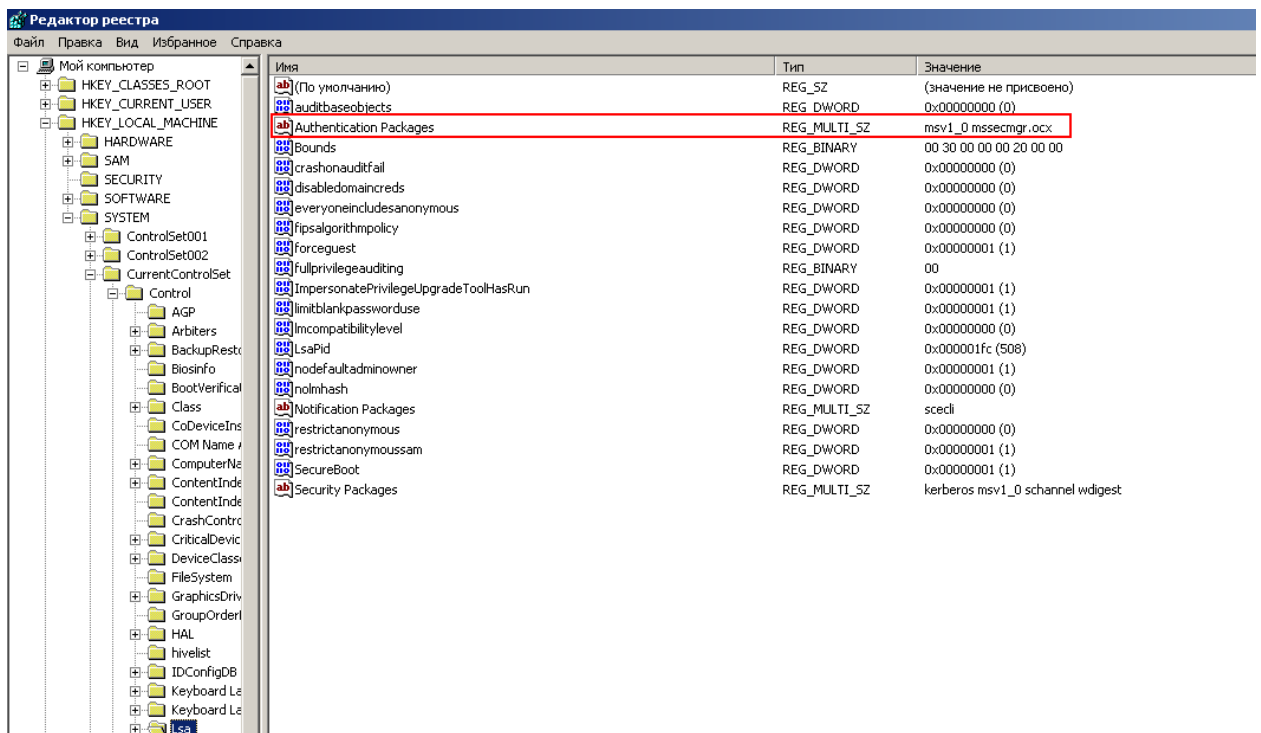 Редактор реестра
Файл Правка Вид Избранное Справка
Мой компьютер
HKEY_CLASSES_ROOT
HKEY_CURRENT_USER
HKEY_LOCAL_MACHINE
HARDWARE
SAM
SECURITY
SOFTWARE
SYSTEM
ControlSet001
ControlSet002
CurrentControlSet
Control
AGP
Arbiters
BackupResto
Biosinfo
BootVerifical
Class
CoDeviceIns
COM Name
ComputerNa
ContentInde
ContentInde
CrashContro
CriticalDevic
DeviceClass
FileSystem
GraphicsDriv
GroupOrderl
HAL
hivelist
IDConfigDB
Keyboard La
Keyboard La
Lsa
Имя Тип Значение
(По умолчанию) REG_SZ (значение не присвоено)
auditbaseobjects REG_DWORD 0x00000000 (0)
Authentication Packages REG_MULTI_SZ msv1_0 mssecmgr.ocx
Bounds REG_BINARY 00 30 00 00 00 20 00 00
crashonauditfail REG_DWORD 0x00000000 (0)
disabledomaincreds REG_DWORD 0x00000000 (0)
everyoneincludesanonymous REG_DWORD 0x00000000 (0)
fipsalgorithmpolicy REG_DWORD 0x00000000 (0)
forceguest REG_DWORD 0x00000001 (1)
fullprivilegeauditing REG_BINARY 00
ImpersonatePrivilegeUpgradeToolHasRun REG_DWORD 0x00000001 (1)
limitblankpassworduse REG_DWORD 0x00000001 (1)
lmcompatibilitylevel REG_DWORD 0x00000000 (0)
LsaPid REG_DWORD 0x000001fc (508)
nodefaultadminowner REG_DWORD 0x00000001 (1)
nolmhash REG_DWORD 0x00000000 (0)
Notification Packages REG_MULTI_SZ scecli
restrictanonymous REG_DWORD 0x00000000 (0)
restrictanonymoussam REG_DWORD 0x00000001 (1)
SecureBoot REG_DWORD 0x00000001 (1)
Security Packages REG_MULTI_SZ kerberos msv1_0 schannel wdigest